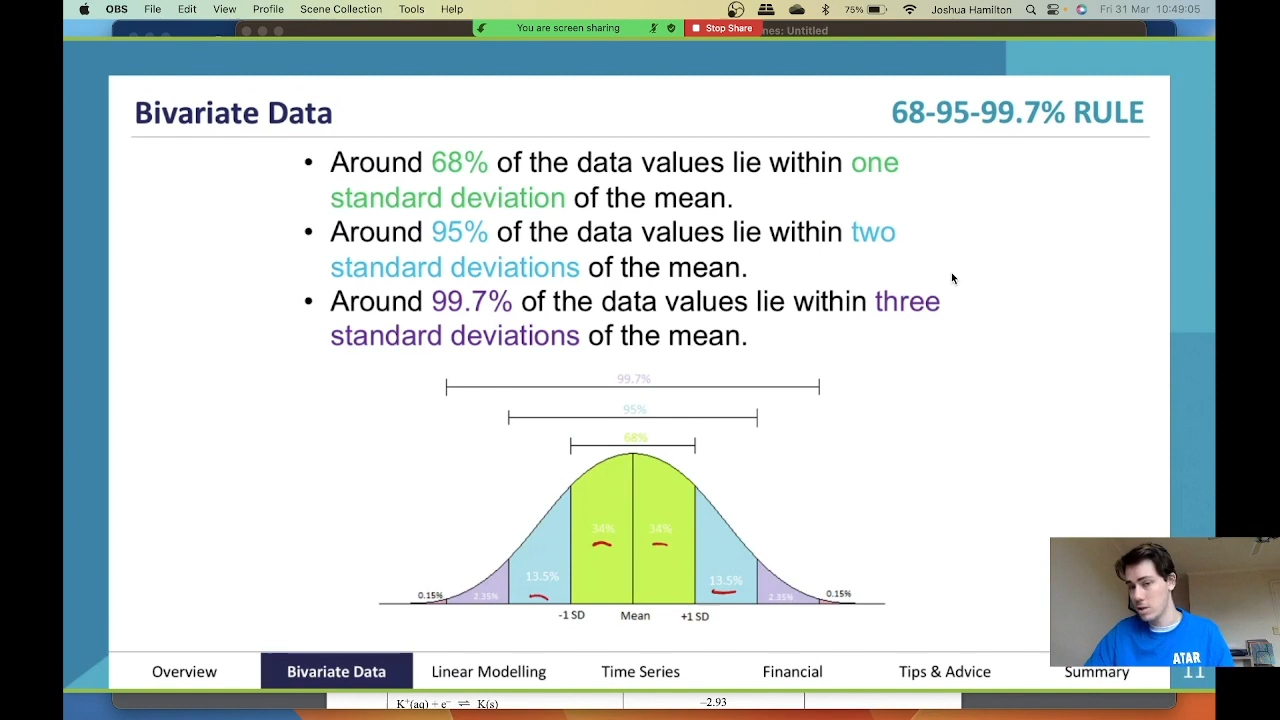 OBS File Edit View Profile Scene Collection Tools Help 75% Joshua Hamilton Fri 31 Mar 10:49:05
You are screen sharing Stop Share nes: Untitled
Bivariate Data
68-95-99.7% RULE
• Around 68% of the data values lie within one
standard deviation of the mean.
• Around 95% of the data values lie within two
standard deviations of the mean.
• Around 99.7% of the data values lie within three
standard deviations of the mean.
99.7%
95%
68%
34% 34%
13.5% 13.5%
0.15% 2.35% 2.35% 0.15%
-1 SD Mean +1 SD
ATAR
Overview Bivariate Data Linear Modelling Time Series Financial Tips & Advice Summary 11
K⁺(aq) + e⁻ ⇌ K(s) −2.93